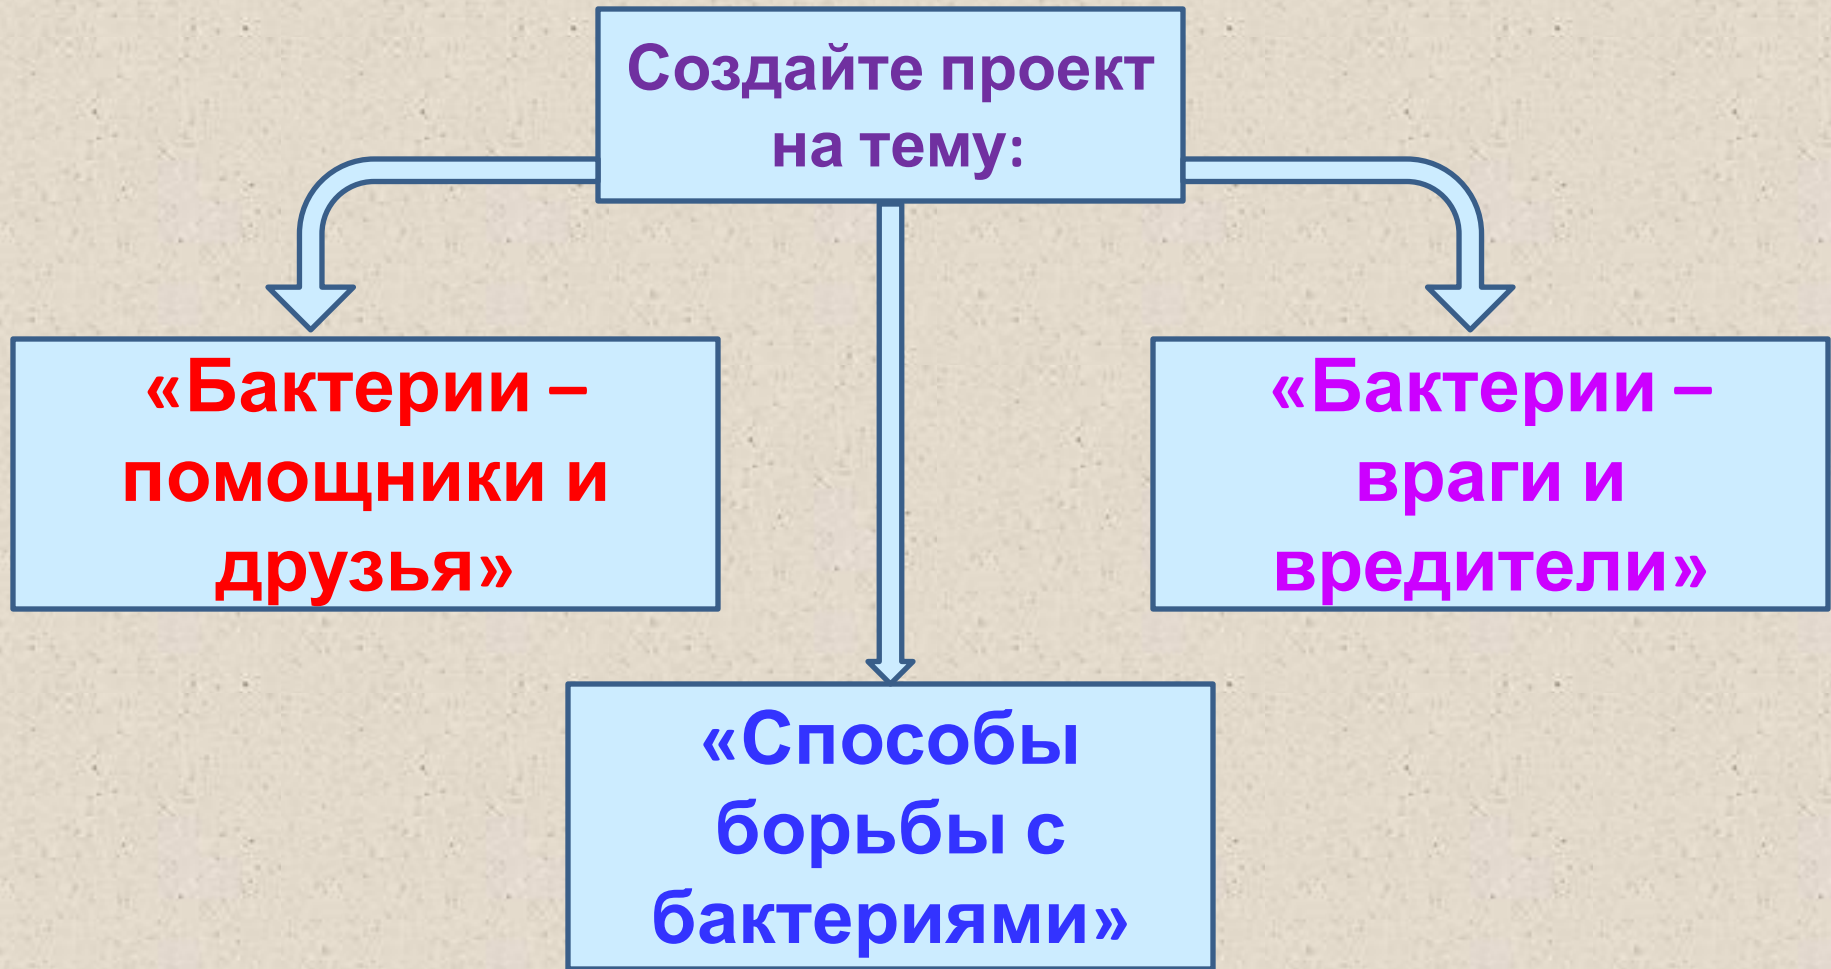 Создайте проект
на тему:
«Бактерии –
помощники и
друзья»
«Бактерии –
враги и
вредители»
«Способы
борьбы с
бактериями»